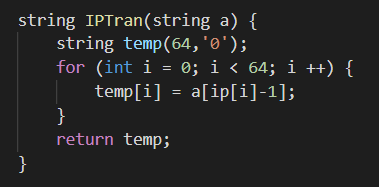 string IPTran(string a) {
    string temp(64,'0');
    for (int i = 0; i < 64; i ++) {
        temp[i] = a[ip[i]-1];
    }
    return temp;
}